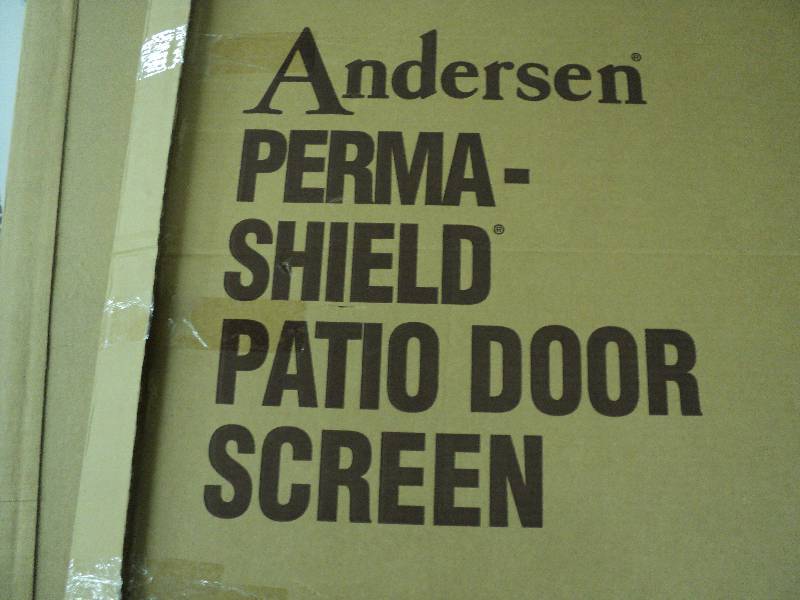 Andersen®
PERMA-
SHIELD®
PATIO DOOR
SCREEN